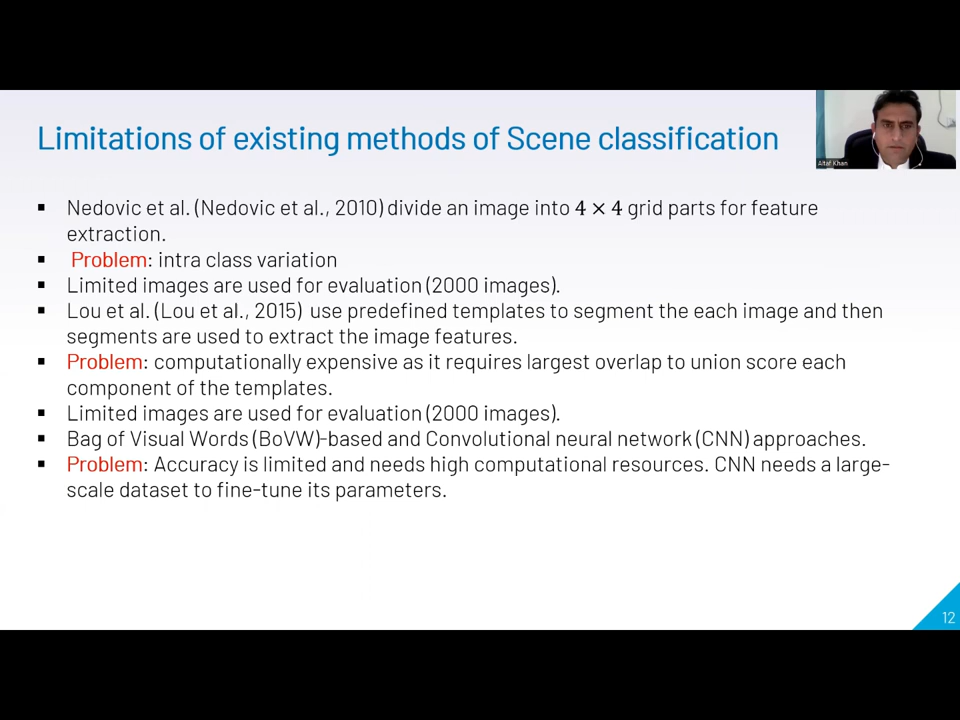 Limitations of existing methods of Scene classification
Altaf Khan
▪ Nedovic et al. (Nedovic et al., 2010) divide an image into 4 × 4 grid parts for feature
extraction.
▪ Problem: intra class variation
▪ Limited images are used for evaluation (2000 images).
▪ Lou et al. (Lou et al., 2015) use predefined templates to segment the each image and then
segments are used to extract the image features.
▪ Problem: computationally expensive as it requires largest overlap to union score each
component of the templates.
▪ Limited images are used for evaluation (2000 images).
▪ Bag of Visual Words (BoVW)-based and Convolutional neural network (CNN) approaches.
▪ Problem: Accuracy is limited and needs high computational resources. CNN needs a large-
scale dataset to fine-tune its parameters.
12